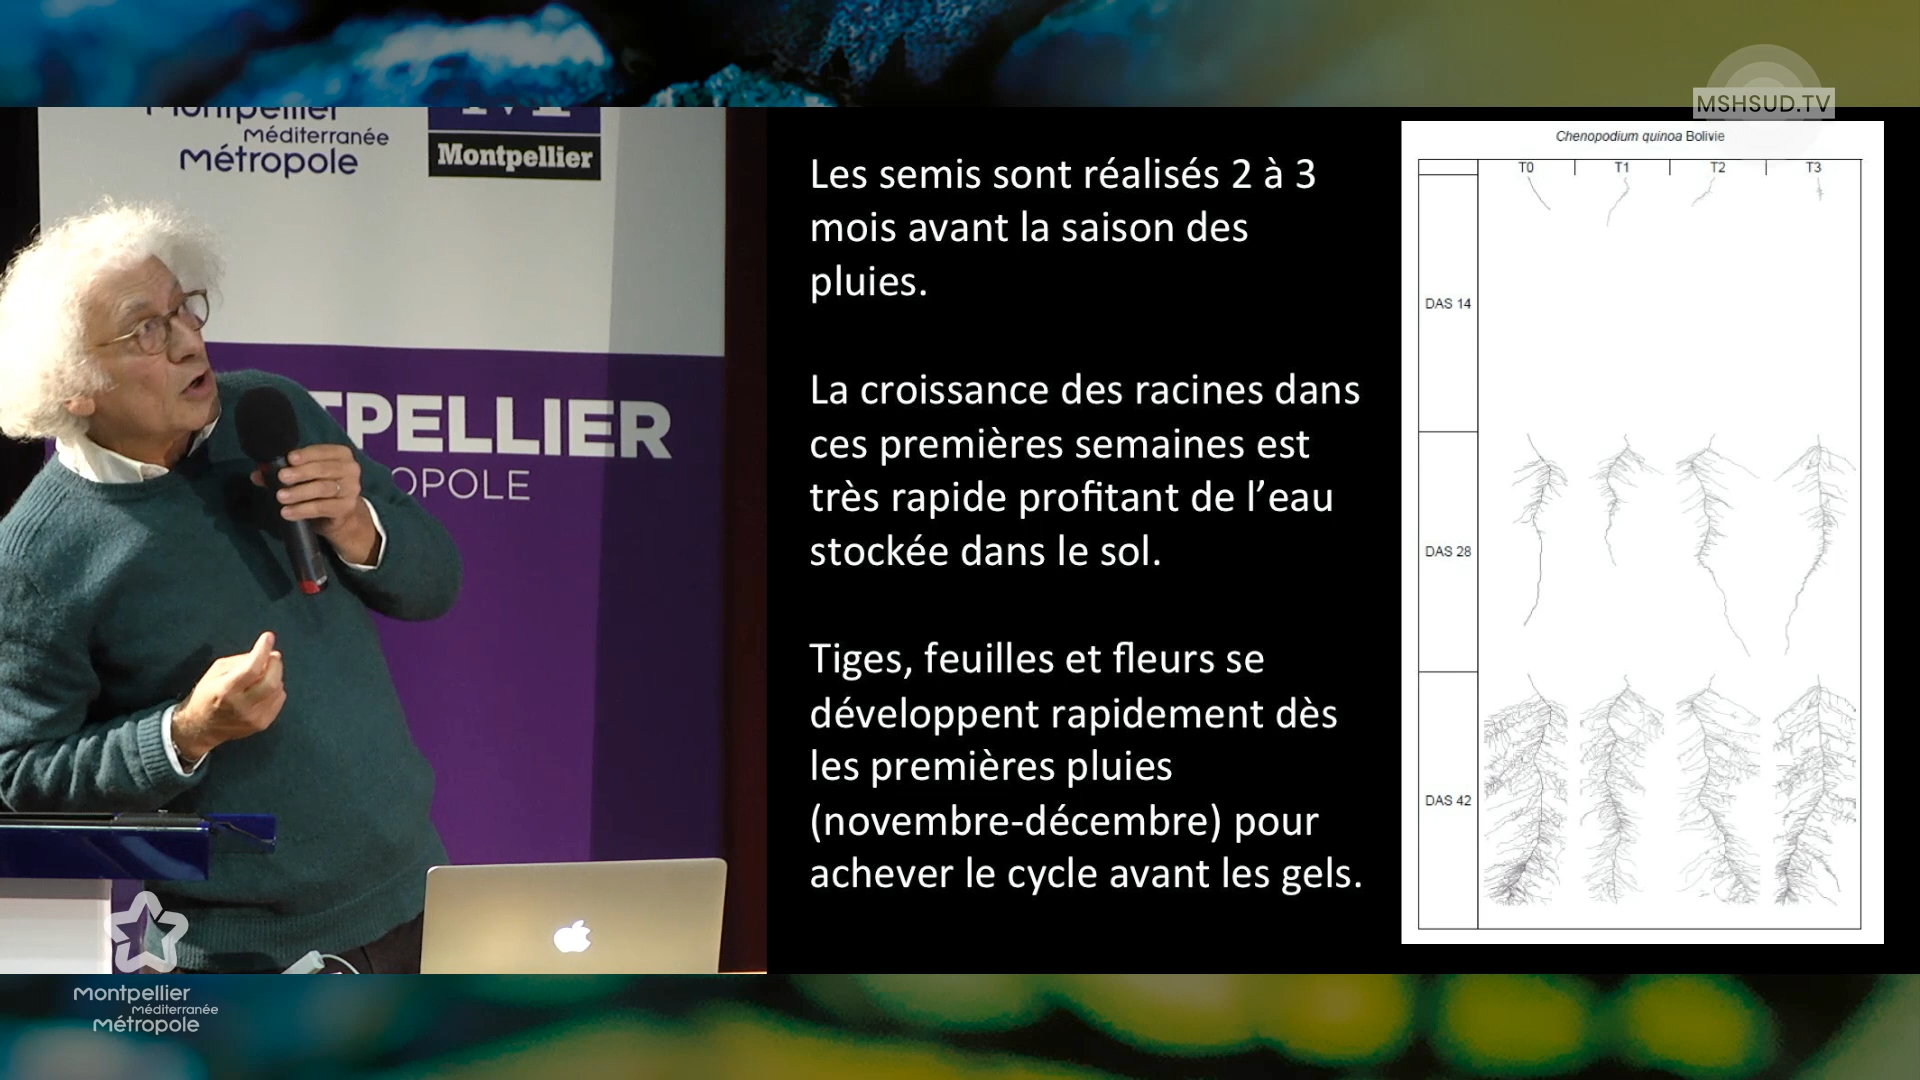 MSHSUD.TV
Montpellier
méditerranée
métropole
M
Montpellier
TPELLIER
OPOLE
Les semis sont réalisés 2 à 3
mois avant la saison des
pluies.
La croissance des racines dans
ces premières semaines est
très rapide profitant de l’eau
stockée dans le sol.
Tiges, feuilles et fleurs se
développent rapidement dès
les premières pluies
(novembre-décembre) pour
achever le cycle avant les gels.
Chenopodium quinoa Bolivie
T0 T1 T2 T3
DAS 14
DAS 28
DAS 42
montpellier
méditerranée
métropole